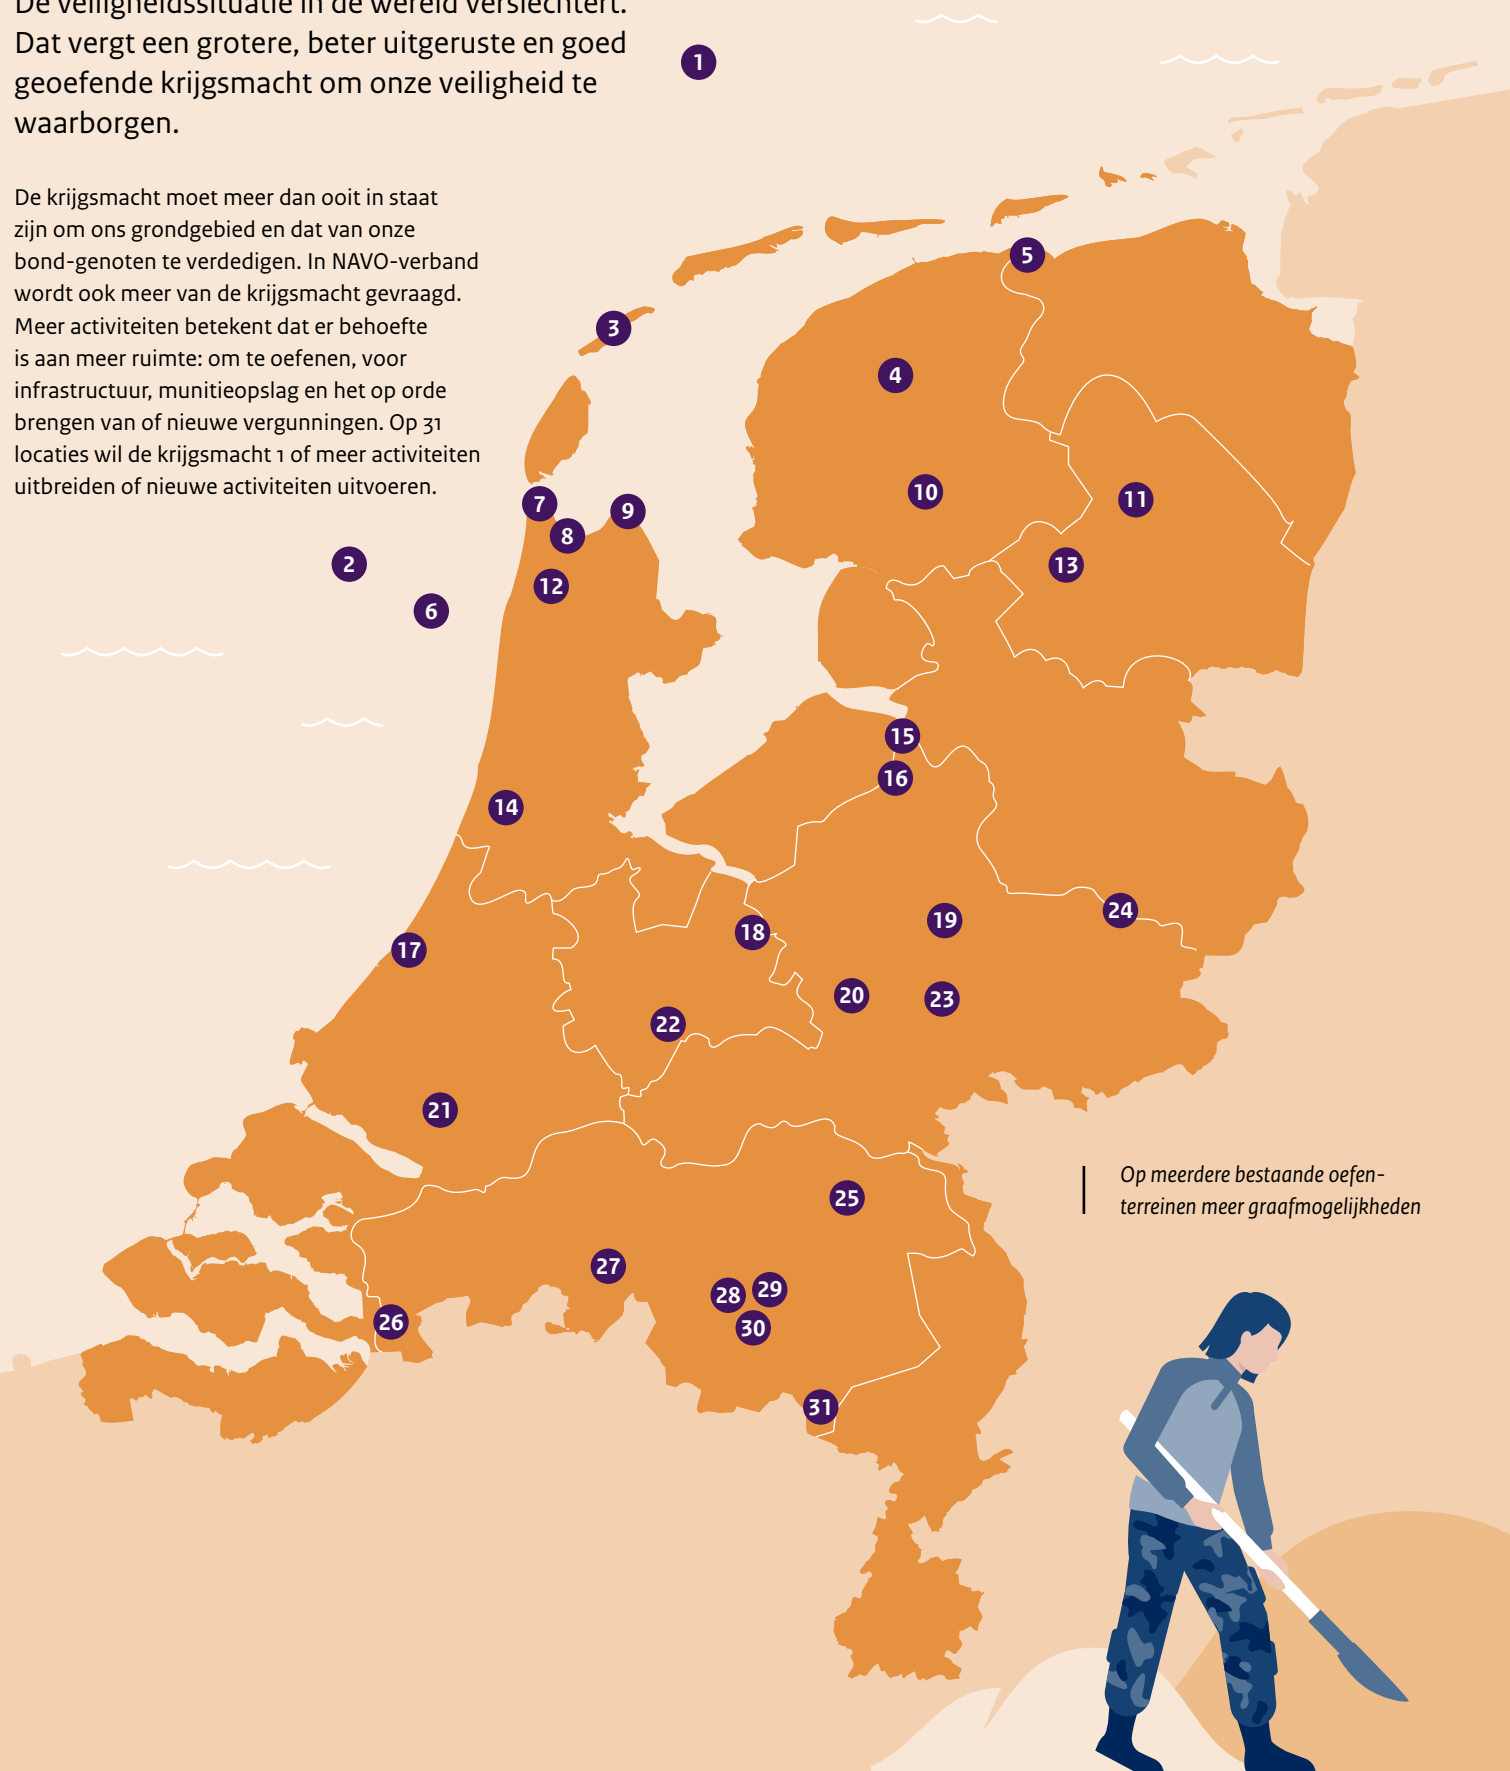 De veiligheidssituatie in de wereld verslechtert.
Dat vergt een grotere, beter uitgeruste en goed
geoefende krijgsmacht om onze veiligheid te
waarborgen.
De krijgsmacht moet meer dan ooit in staat
zijn om ons grondgebied en dat van onze
bond-genoten te verdedigen. In NAVO-verband
wordt ook meer van de krijgsmacht gevraagd.
Meer activiteiten betekent dat er behoefte
is aan meer ruimte: om te oefenen, voor
infrastructuur, munitieopslag en het op orde
brengen van of nieuwe vergunningen. Op 31
locaties wil de krijgsmacht 1 of meer activiteiten
uitbreiden of nieuwe activiteiten uitvoeren.
1
2
3
4
5
6
7
8
9
10
11
12
13
14
15
16
17
18
19
20
21
22
23
24
25
26
27
28
29
30
31
Op meerdere bestaande oefen-
terreinen meer graafmogelijkheden